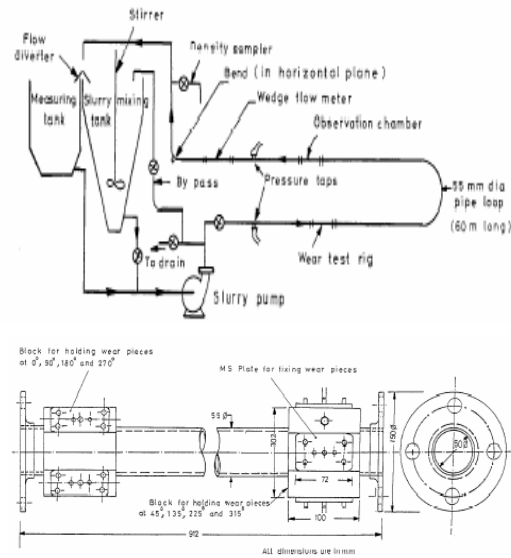 Stirrer
Flow
diverter
Density sampler
Bend (in horizontal plane)
Wedge flow meter
Measuring
tank
Slurry mixing
tank
Observation chamber
By pass
Pressure taps
55 mm dia
pipe loop
(60 m long)
To drain
Wear test rig
Slurry pump
Block for holding wear pieces
at 0°, 90°, 180° and 270°
MS Plate for fixing wear pieces
55 Ø
102
150Ø
50Ø
72
100
Block for holding wear pieces
at 45°, 135°, 225° and 315°
912
All dimensions are in mm